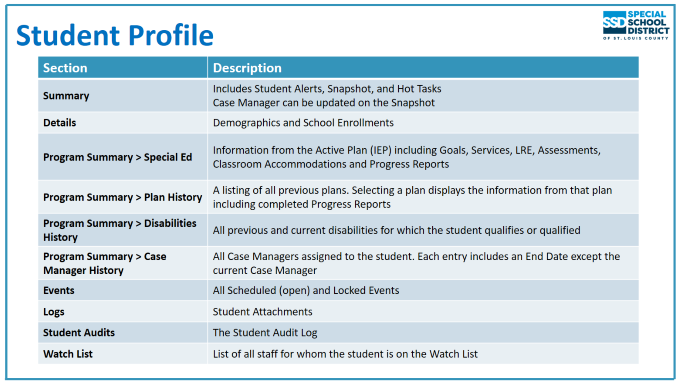 Student Profile
SSD SPECIAL
SCHOOL
DISTRICT
OF ST. LOUIS COUNTY
Section Description
Summary
Includes Student Alerts, Snapshot, and Hot Tasks
Case Manager can be updated on the Snapshot
Details Demographics and School Enrollments
Program Summary > Special Ed
Information from the Active Plan (IEP) including Goals, Services, LRE, Assessments,
Classroom Accommodations and Progress Reports
Program Summary > Plan History
A listing of all previous plans. Selecting a plan displays the information from that plan
including completed Progress Reports
Program Summary > Disabilities
History
All previous and current disabilities for which the student qualifies or qualified
Program Summary > Case
Manager History
All Case Managers assigned to the student. Each entry includes an End Date except the
current Case Manager
Events All Scheduled (open) and Locked Events
Logs Student Attachments
Student Audits The Student Audit Log
Watch List List of all staff for whom the student is on the Watch List